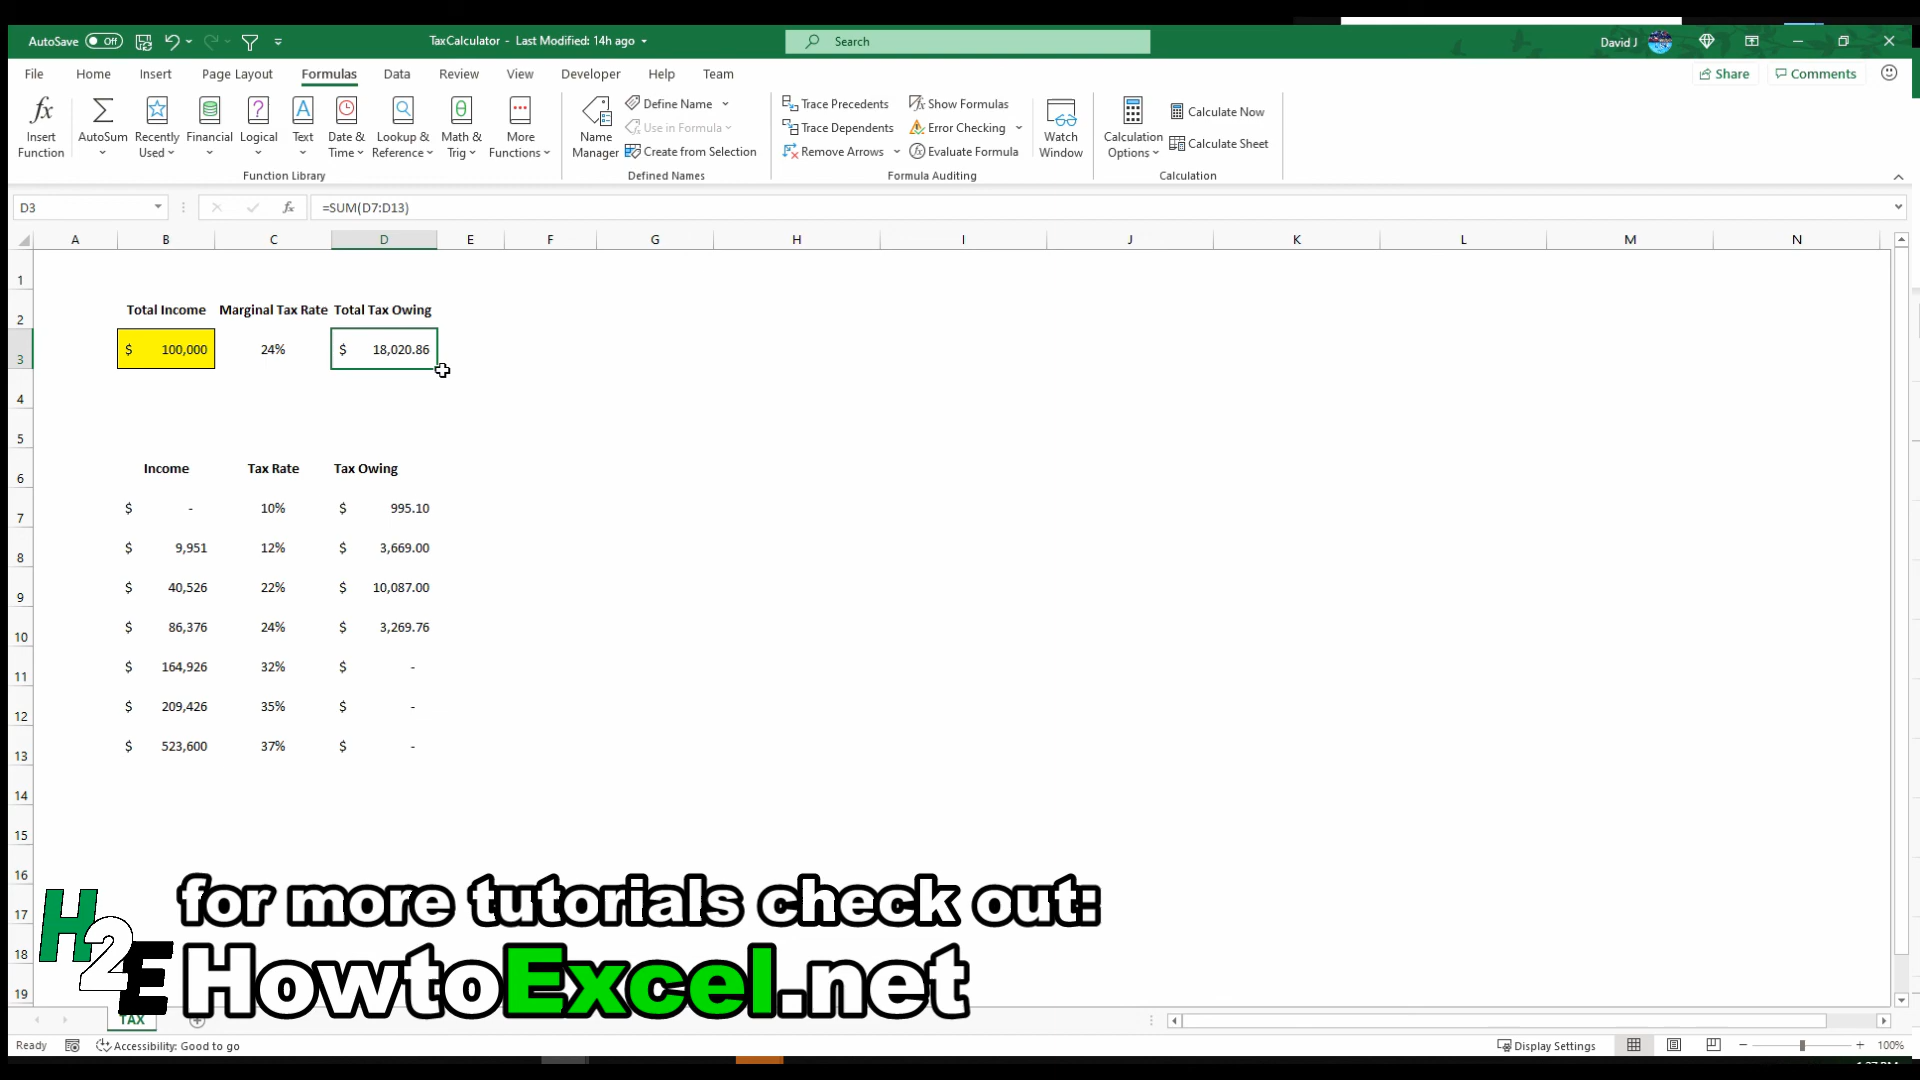 AutoSave Off
TaxCalculator - Last Modified: 14h ago
Search
David J
File Home Insert Page Layout Formulas Data Review View Developer Help Team
Share Comments
Insert Function
AutoSum
Recently Used
Financial
Logical
Text
Date & Time
Lookup & Reference
Math & Trig
More Functions
Function Library
Name Manager
Define Name
Use in Formula
Create from Selection
Defined Names
Trace Precedents
Trace Dependents
Remove Arrows
Show Formulas
Error Checking
Evaluate Formula
Formula Auditing
Watch Window
Calculation Options
Calculate Now
Calculate Sheet
Calculation
D3 fx =SUM(D7:D13)
A B C D E F G H I J K L M N
1
2 Total Income Marginal Tax Rate Total Tax Owing
3 $ 100,000 24% $ 18,020.86
4
5
6 Income Tax Rate Tax Owing
7 $ - 10% $ 995.10
8 $ 9,951 12% $ 3,669.00
9 $ 40,526 22% $ 10,087.00
10 $ 86,376 24% $ 3,269.76
11 $ 164,926 32% $ -
12 $ 209,426 35% $ -
13 $ 523,600 37% $ -
14
15
16
17
18
19
H2E
for more tutorials check out:
HowtoExcel.net
TAX
Ready Accessibility: Good to go
Display Settings 100%